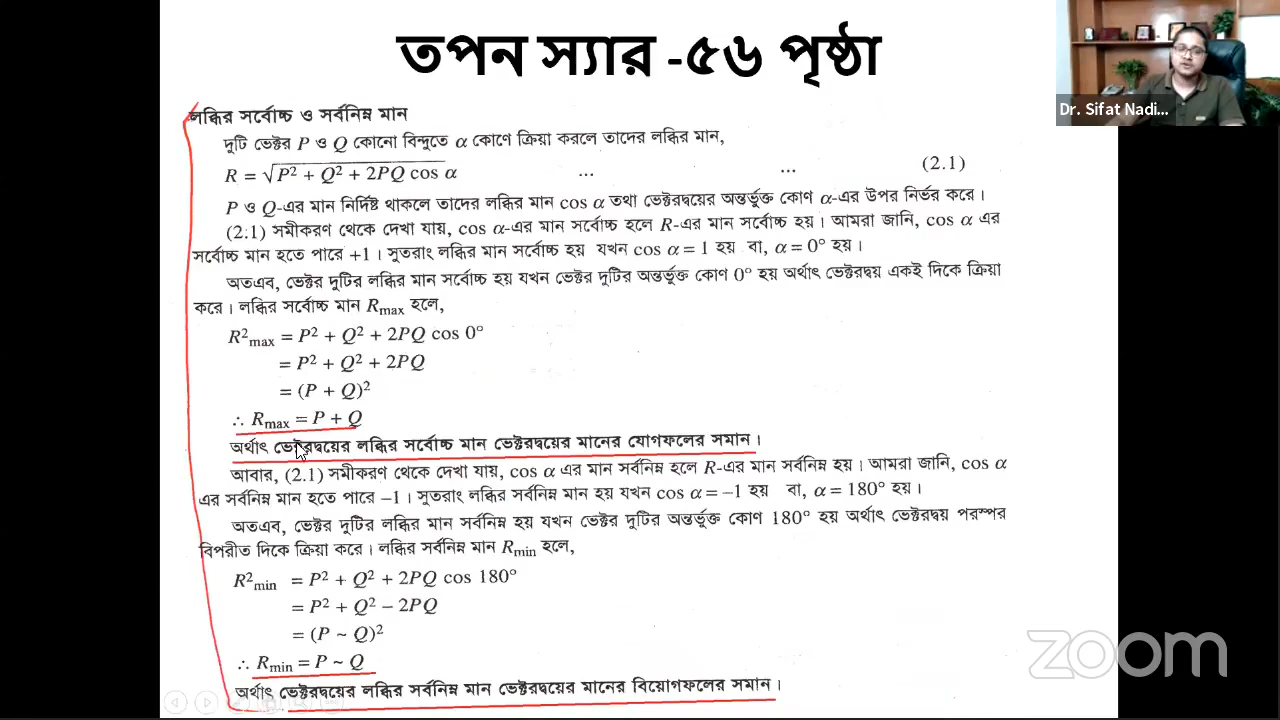 তপন স্যার -৫৬ পৃষ্ঠা
Dr. Sifat Nadi...
লব্ধির সর্বোচ্চ ও সর্বনিম্ন মান
দুটি ভেক্টর P ও Q কোনো বিন্দুতে α কোণে ক্রিয়া করলে তাদের লব্ধির মান,
R = √P² + Q² + 2PQ cos α ... ... (2.1)
P ও Q-এর মান নির্দিষ্ট থাকলে তাদের লব্ধির মান cos α তথা ভেক্টরদ্বয়ের অন্তর্ভুক্ত কোণ α-এর উপর নির্ভর করে।
(2.1) সমীকরণ থেকে দেখা যায়, cos α-এর মান সর্বোচ্চ হলে R-এর মান সর্বোচ্চ হয়। আমরা জানি, cos α এর
সর্বোচ্চ মান হতে পারে +1। সুতরাং লব্ধির মান সর্বোচ্চ হয় যখন cos α = 1 হয় বা, α = 0° হয়।
অতএব, ভেক্টর দুটির লব্ধির মান সর্বোচ্চ হয় যখন ভেক্টর দুটির অন্তর্ভুক্ত কোণ 0° হয় অর্থাৎ ভেক্টরদ্বয় একই দিকে ক্রিয়া
করে। লব্ধির সর্বোচ্চ মান Rmax হলে,
R²max = P² + Q² + 2PQ cos 0°
= P² + Q² + 2PQ
= (P + Q)²
∴ Rmax = P + Q
অর্থাৎ ভেক্টরদ্বয়ের লব্ধির সর্বোচ্চ মান ভেক্টরদ্বয়ের মানের যোগফলের সমান।
আবার, (2.1) সমীকরণ থেকে দেখা যায়, cos α এর মান সর্বনিম্ন হলে R-এর মান সর্বনিম্ন হয়। আমরা জানি, cos α
এর সর্বনিম্ন মান হতে পারে −1। সুতরাং লব্ধির সর্বনিম্ন মান হয় যখন cos α = −1 হয় বা, α = 180° হয়।
অতএব, ভেক্টর দুটির লব্ধির মান সর্বনিম্ন হয় যখন ভেক্টর দুটির অন্তর্ভুক্ত কোণ 180° হয় অর্থাৎ ভেক্টরদ্বয় পরস্পর
বিপরীত দিকে ক্রিয়া করে। লব্ধির সর্বনিম্ন মান Rmin হলে,
R²min = P² + Q² + 2PQ cos 180°
= P² + Q² − 2PQ
= (P ~ Q)²
∴ Rmin = P ~ Q
অর্থাৎ ভেক্টরদ্বয়ের লব্ধির সর্বনিম্ন মান ভেক্টরদ্বয়ের মানের বিয়োগফলের সমান।
zoom